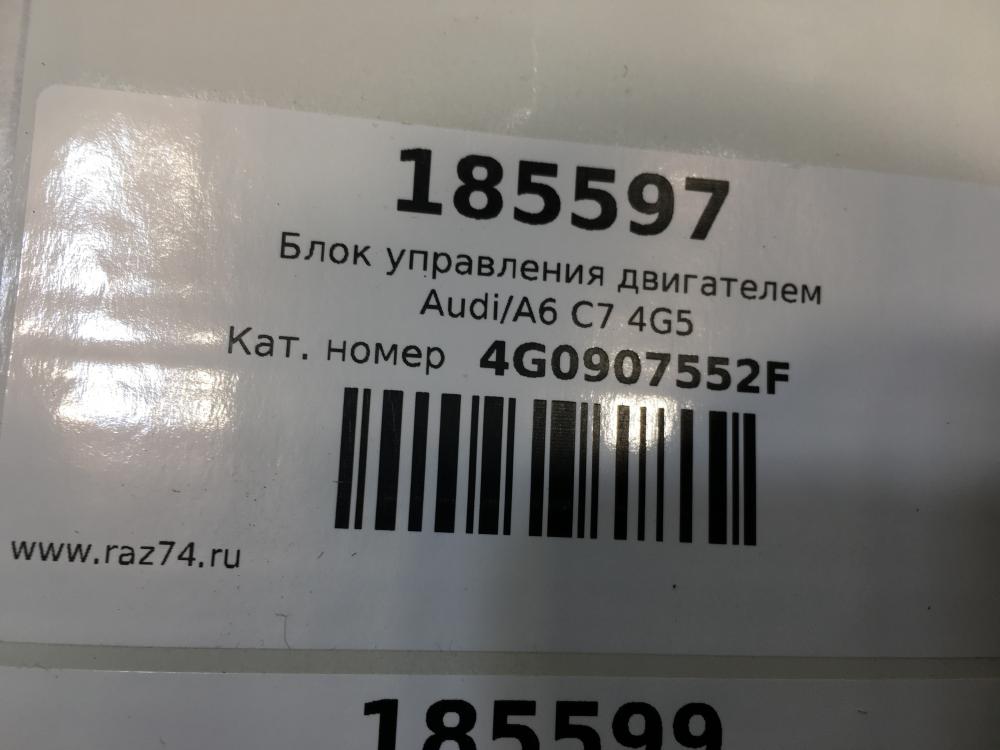 185597
Блок управления двигателем
Audi/A6 C7 4G5
Кат. номер 4G0907552F
www.raz74.ru
185599